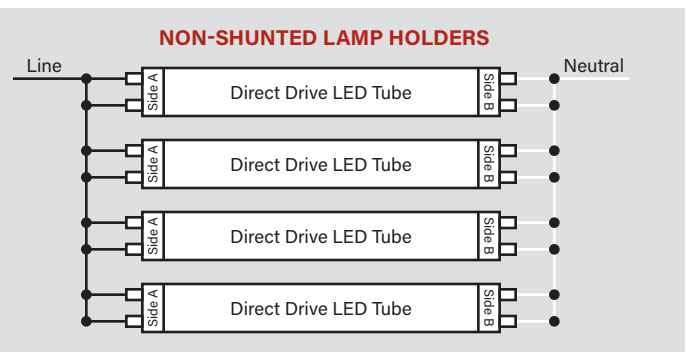 NON-SHUNTED LAMP HOLDERS
Line
Neutral
Side A
Direct Drive LED Tube
Side B
Side A
Direct Drive LED Tube
Side B
Side A
Direct Drive LED Tube
Side B
Side A
Direct Drive LED Tube
Side B